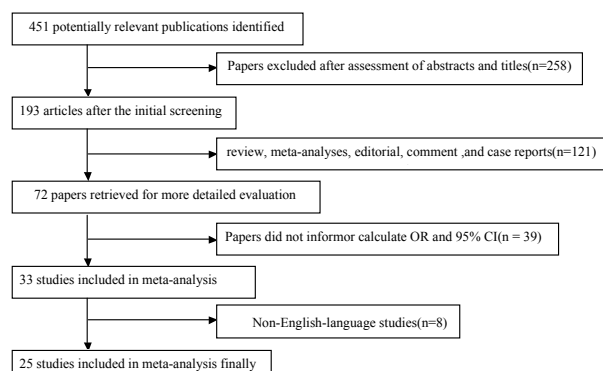 451 potentially relevant publications identified
Papers excluded after assessment of abstracts and titles(n=258)
193 articles after the initial screening
review, meta-analyses, editorial, comment ,and case reports(n=121)
72 papers retrieved for more detailed evaluation
Papers did not informor calculate OR and 95% CI(n = 39)
33 studies included in meta-analysis
Non-English-language studies(n=8)
25 studies included in meta-analysis finally